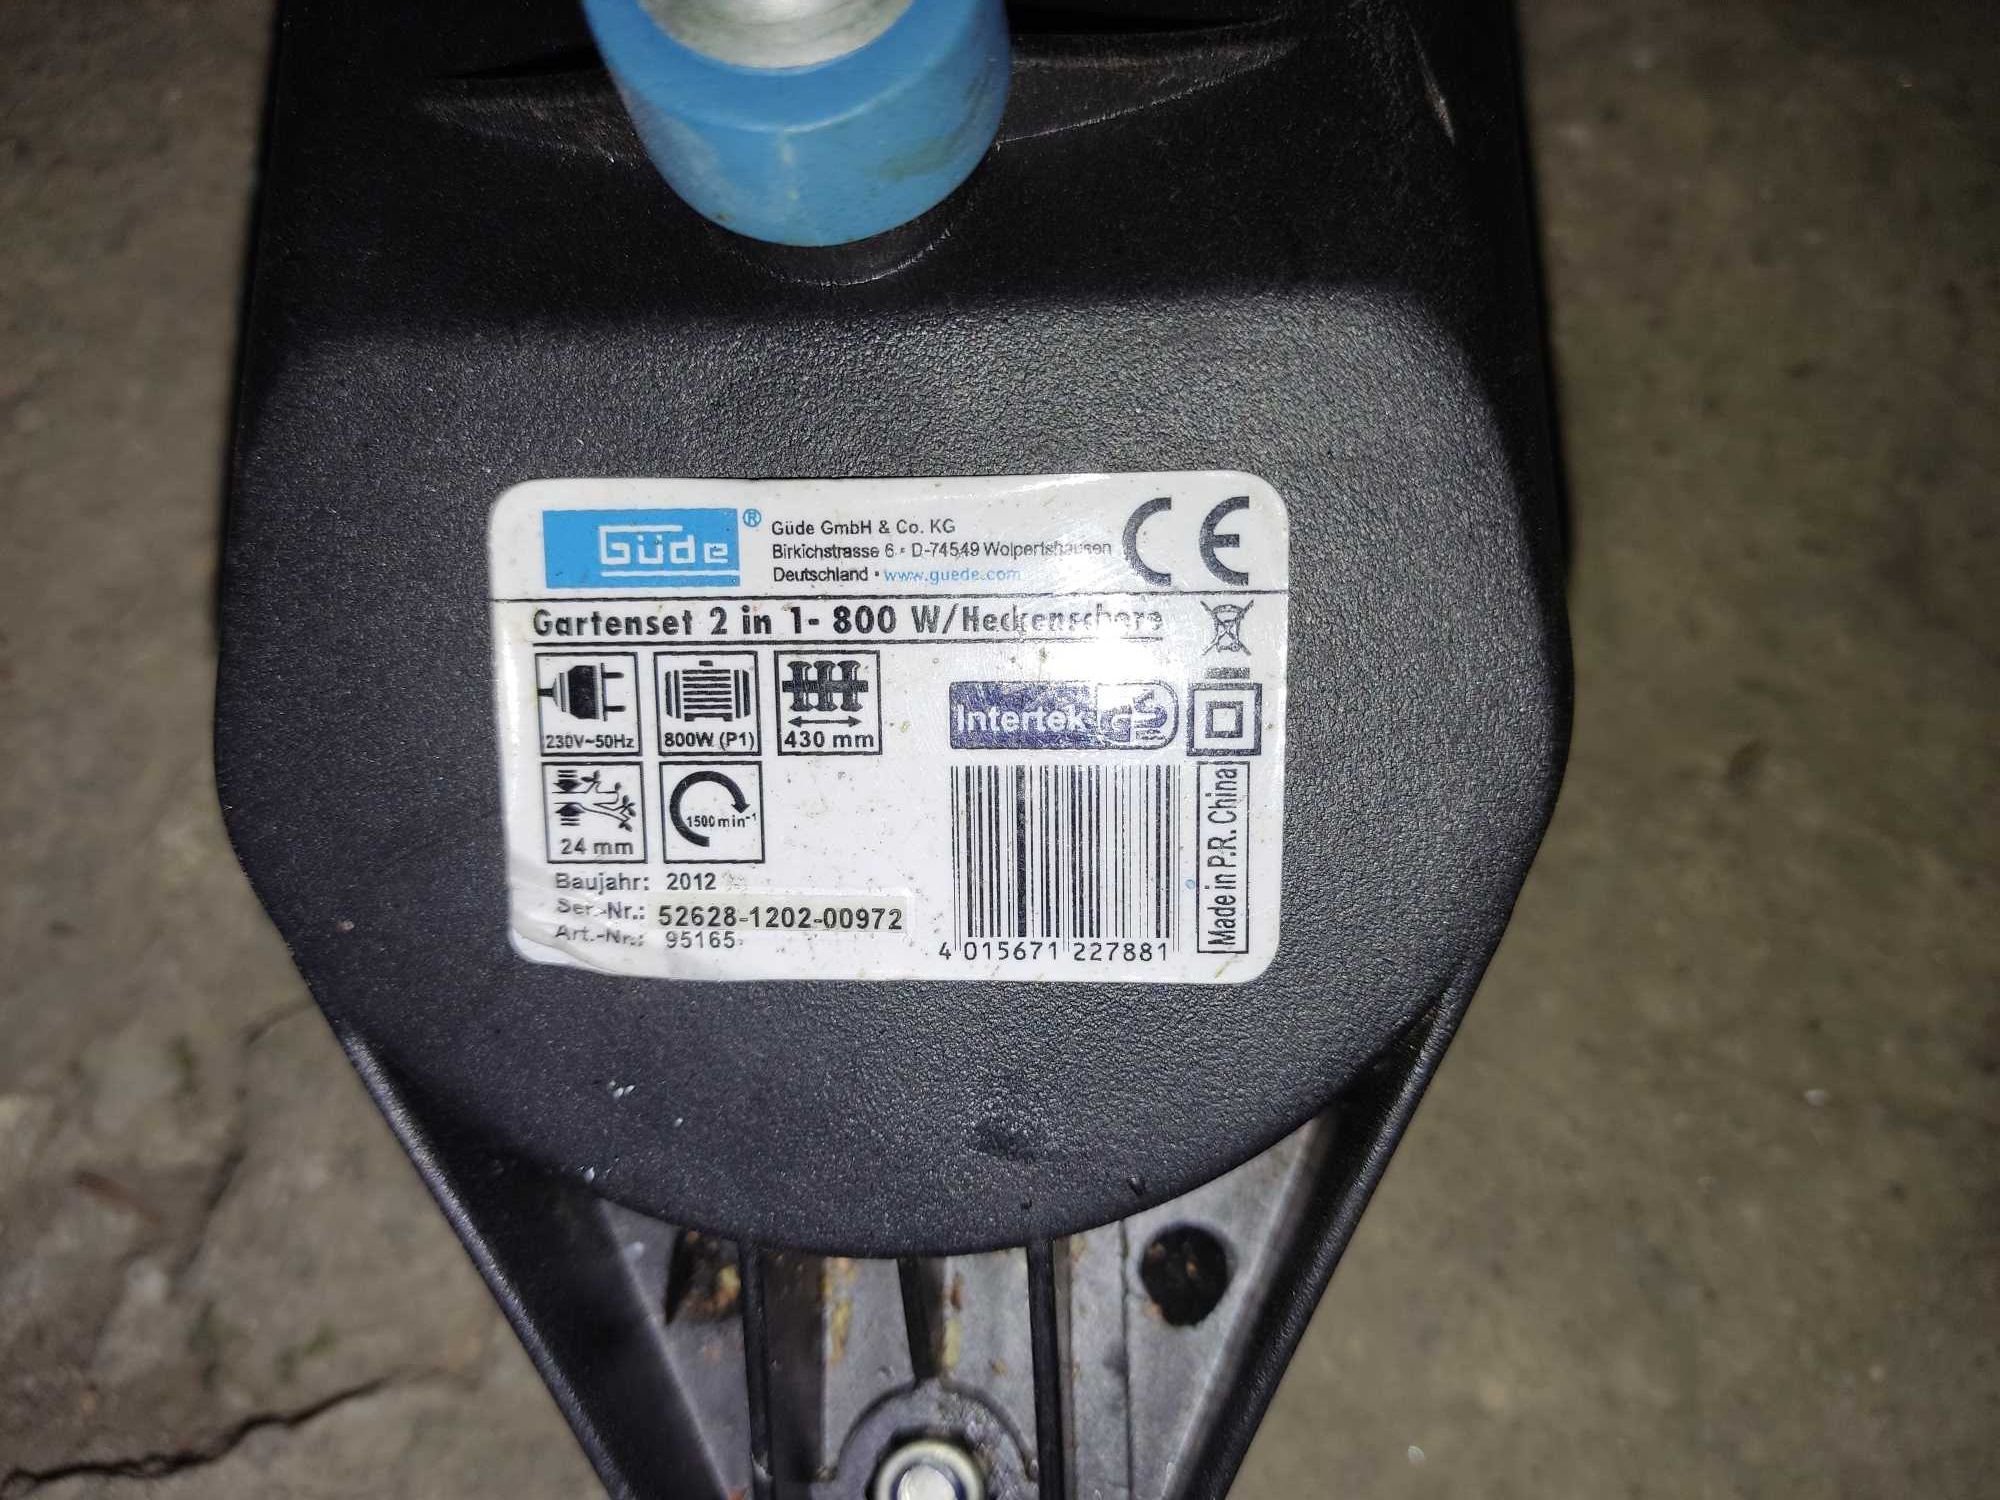 Güde®
Güde GmbH & Co. KG
Birkichstrasse 6 • D-74549 Wolpertshausen
Deutschland • www.guede.com
CE
Gartenset 2 in 1- 800 W/Heckenschere
230V~50Hz
800W (P1)
430 mm
Intertek GS
24 mm
1500 min⁻¹
Made in P.R. China
Baujahr: 2012
Ser.-Nr.: 52628-1202-00972
Art.-Nr.: 95165
4 015671 227881